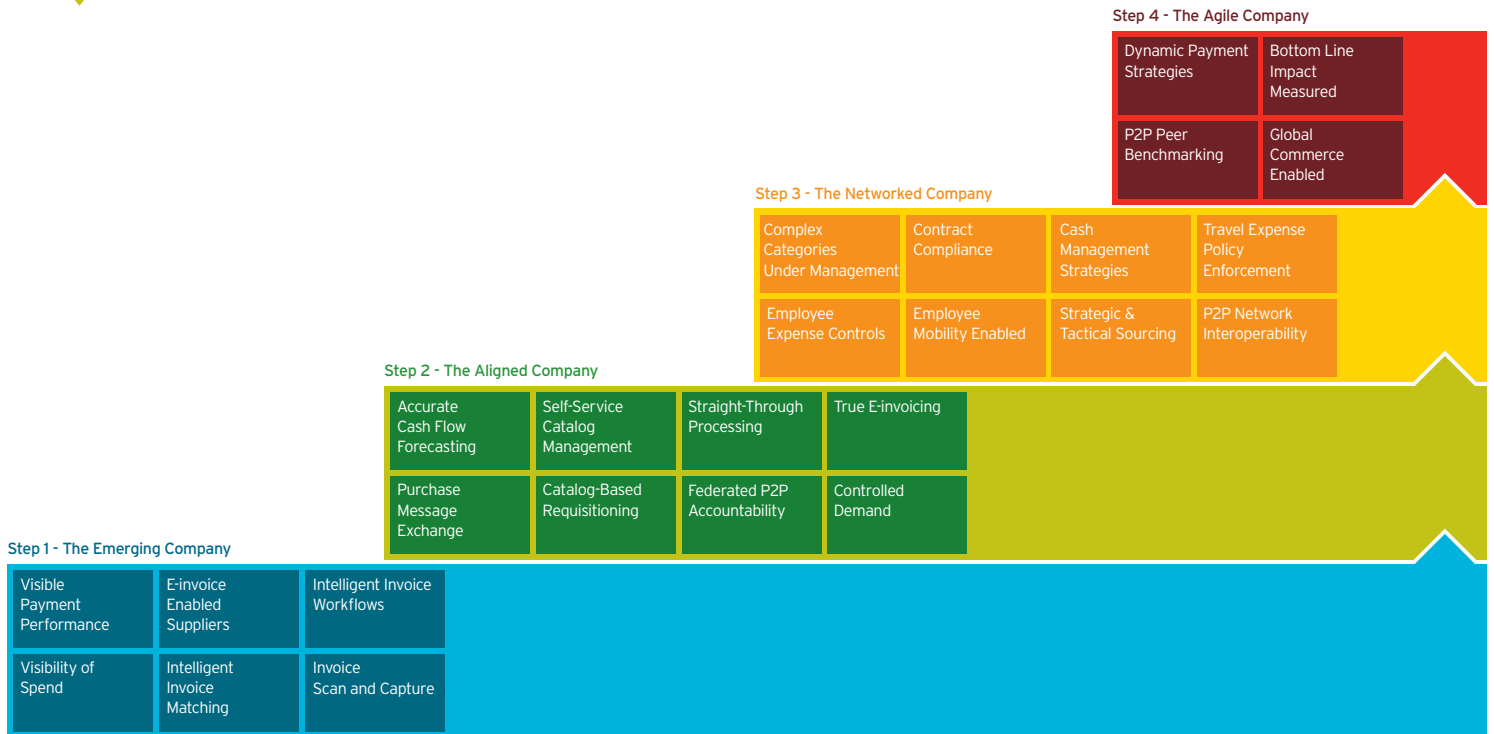 Step 4 - The Agile Company
Dynamic Payment
Strategies
Bottom Line
Impact
Measured
P2P Peer
Benchmarking
Global
Commerce
Enabled
Step 3 - The Networked Company
Complex
Categories
Under Management
Contract
Compliance
Cash
Management
Strategies
Travel Expense
Policy
Enforcement
Employee
Expense Controls
Employee
Mobility Enabled
Strategic &
Tactical Sourcing
P2P Network
Interoperability
Step 2 - The Aligned Company
Accurate
Cash Flow
Forecasting
Self-Service
Catalog
Management
Straight-Through
Processing
True E-invoicing
Purchase
Message
Exchange
Catalog-Based
Requisitioning
Federated P2P
Accountability
Controlled
Demand
Step 1 - The Emerging Company
Visible
Payment
Performance
E-invoice
Enabled
Suppliers
Intelligent Invoice
Workflows
Visibility of
Spend
Intelligent
Invoice
Matching
Invoice
Scan and Capture